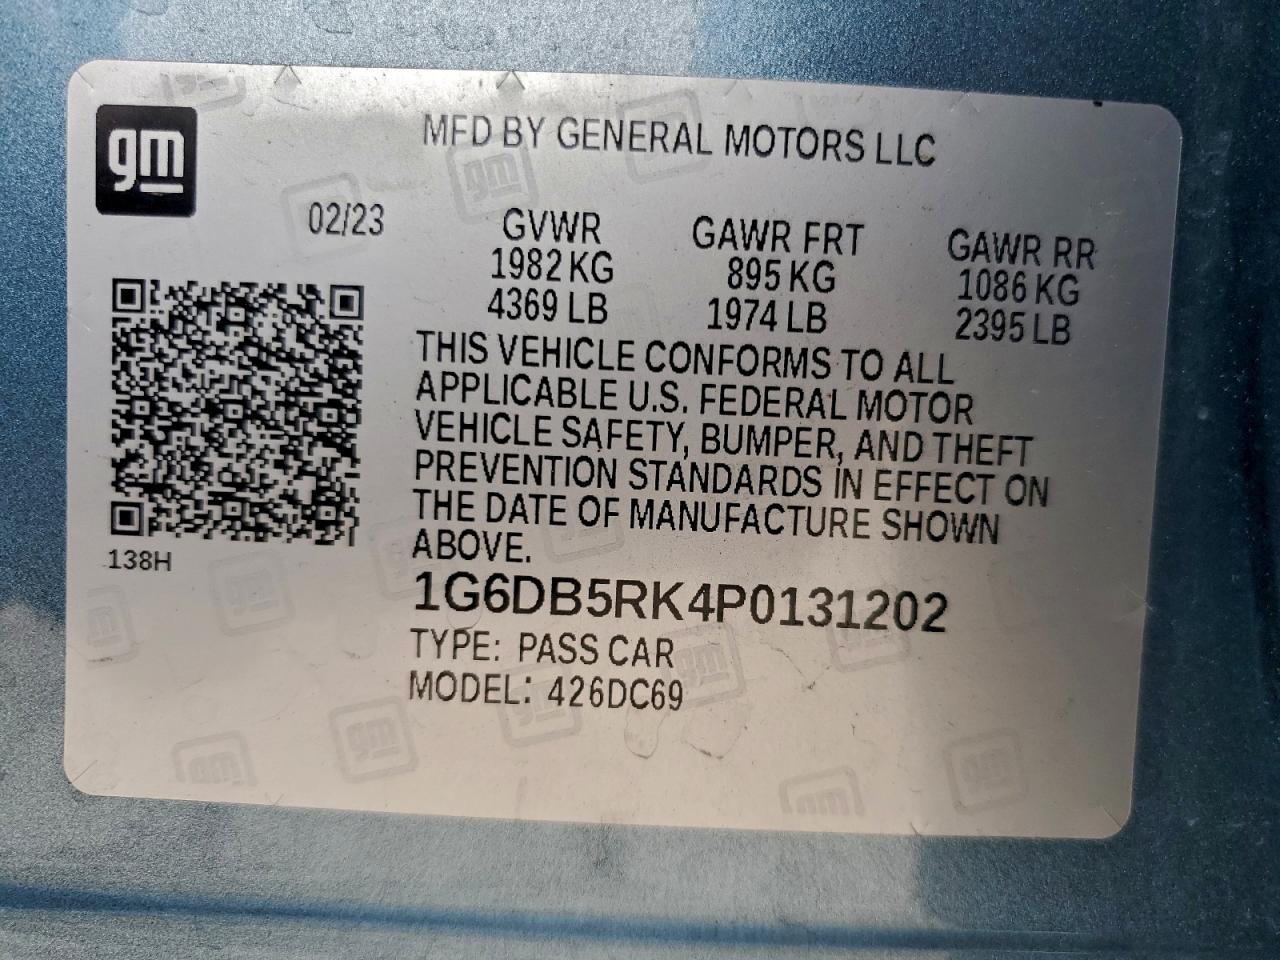 gm
MFD BY GENERAL MOTORS LLC
02/23
GVWR GAWR FRT GAWR RR
1982 KG 895 KG 1086 KG
4369 LB 1974 LB 2395 LB
THIS VEHICLE CONFORMS TO ALL
APPLICABLE U.S. FEDERAL MOTOR
VEHICLE SAFETY, BUMPER, AND THEFT
PREVENTION STANDARDS IN EFFECT ON
THE DATE OF MANUFACTURE SHOWN
ABOVE.
138H
1G6DB5RK4P0131202
TYPE: PASS CAR
MODEL: 426DC69